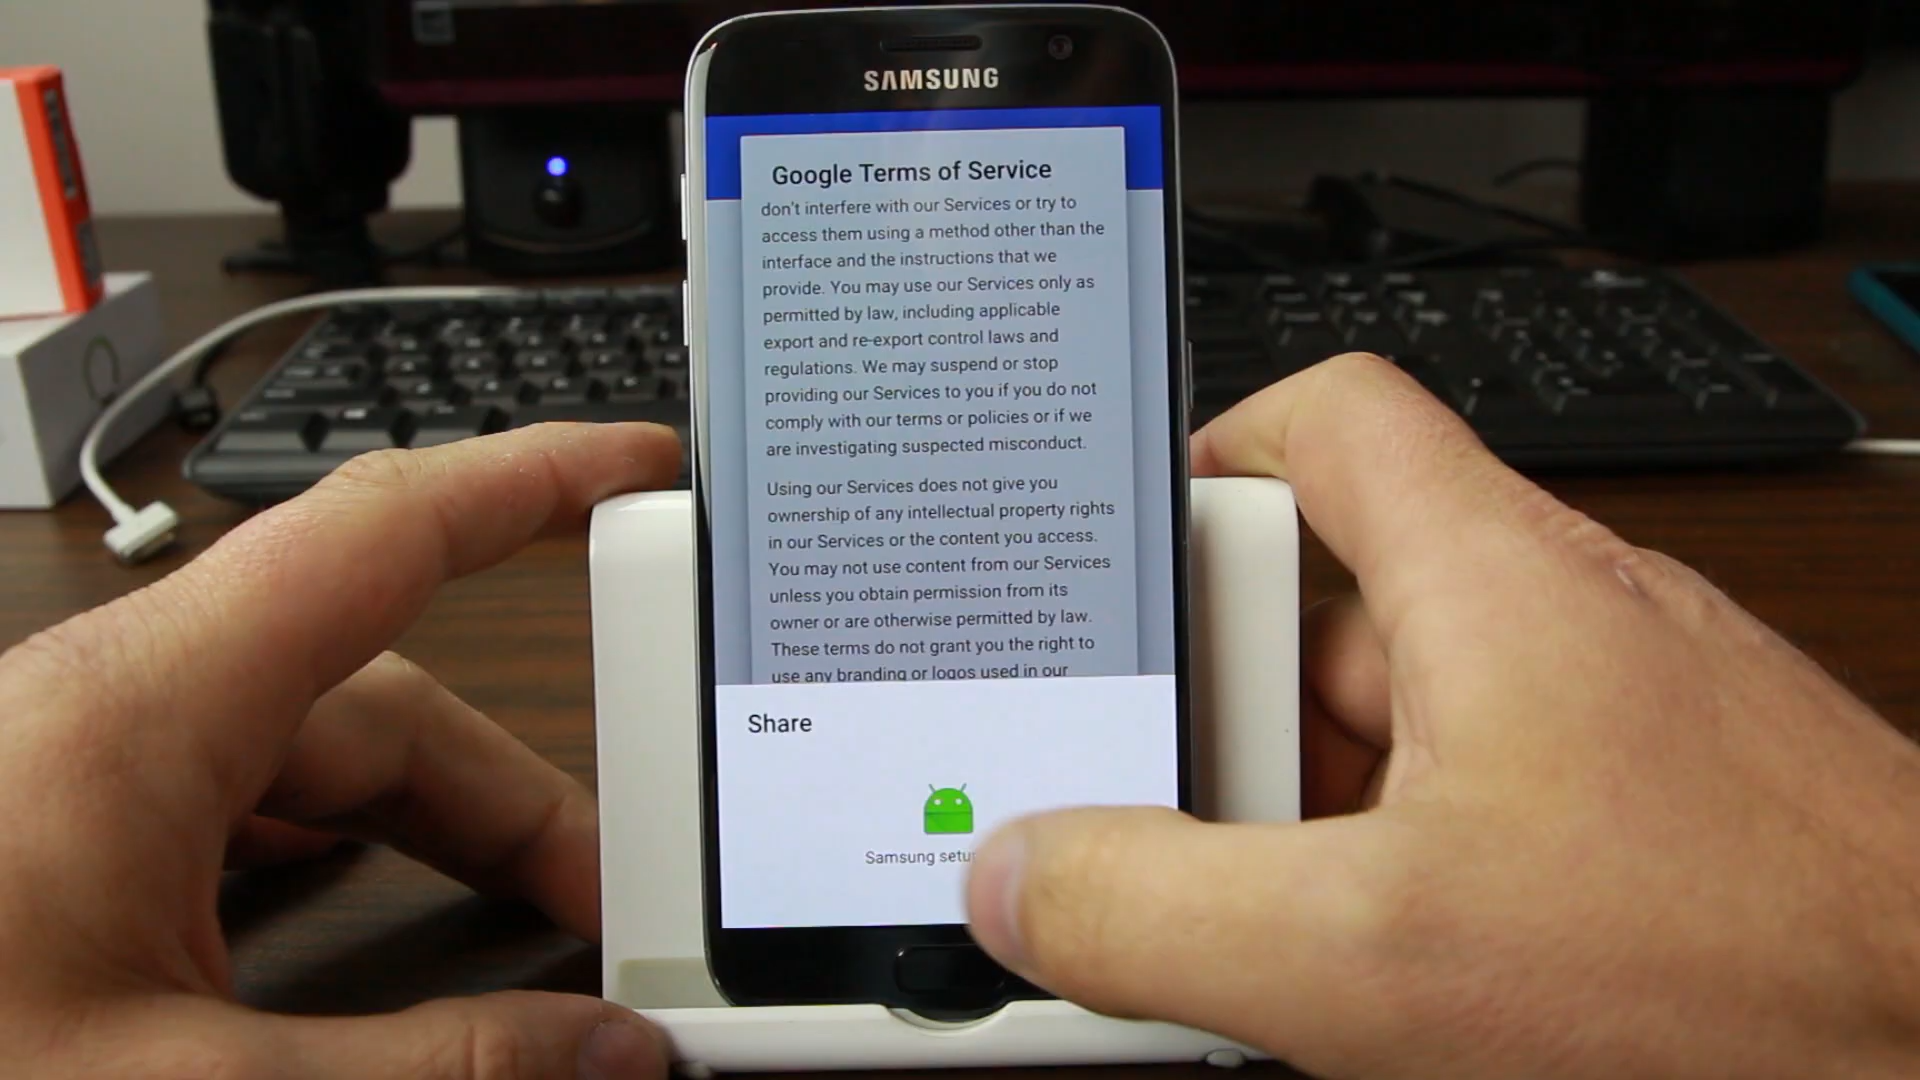 SAMSUNG
Google Terms of Service
don't interfere with our Services or try to
access them using a method other than the
interface and the instructions that we
provide. You may use our Services only as
permitted by law, including applicable
export and re-export control laws and
regulations. We may suspend or stop
providing our Services to you if you do not
comply with our terms or policies or if we
are investigating suspected misconduct.
Using our Services does not give you
ownership of any intellectual property rights
in our Services or the content you access.
You may not use content from our Services
unless you obtain permission from its
owner or are otherwise permitted by law.
These terms do not grant you the right to
use any branding or logos used in our
Share
Samsung setu